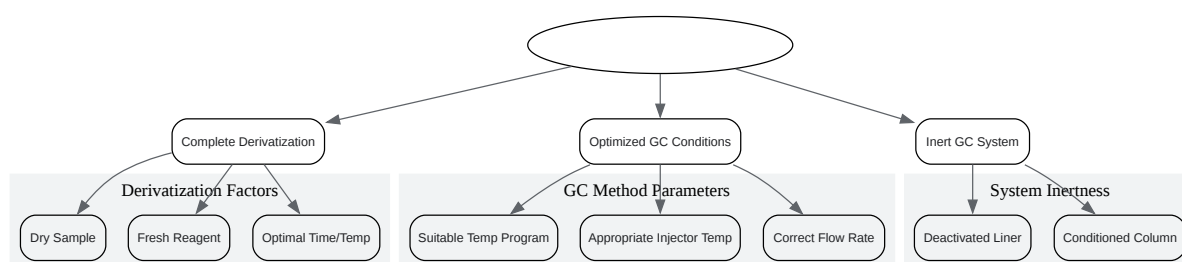 Complete Derivatization
Optimized GC Conditions
Inert GC System
Derivatization Factors
GC Method Parameters
System Inertness
Dry Sample
Fresh Reagent
Optimal Time/Temp
Suitable Temp Program
Appropriate Injector Temp
Correct Flow Rate
Deactivated Liner
Conditioned Column